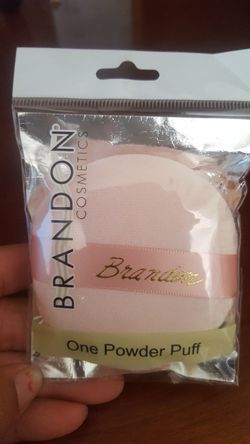 BRANDON
COSMETICS
Brandon
One Powder Puff